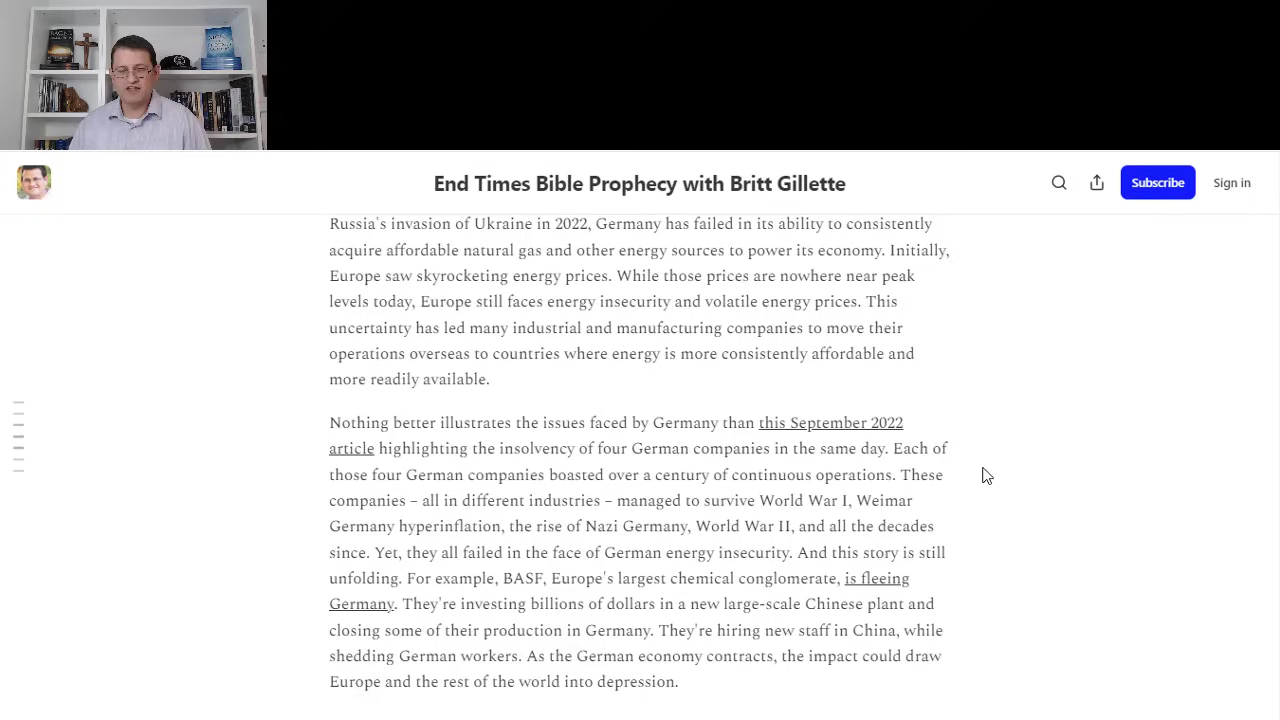 End Times Bible Prophecy with Britt Gillette
Subscribe
Sign in
Russia's invasion of Ukraine in 2022, Germany has failed in its ability to consistently
acquire affordable natural gas and other energy sources to power its economy. Initially,
Europe saw skyrocketing energy prices. While those prices are nowhere near peak
levels today, Europe still faces energy insecurity and volatile energy prices. This
uncertainty has led many industrial and manufacturing companies to move their
operations overseas to countries where energy is more consistently affordable and
more readily available.
Nothing better illustrates the issues faced by Germany than this September 2022
article highlighting the insolvency of four German companies in the same day. Each of
those four German companies boasted over a century of continuous operations. These
companies – all in different industries – managed to survive World War I, Weimar
Germany hyperinflation, the rise of Nazi Germany, World War II, and all the decades
since. Yet, they all failed in the face of German energy insecurity. And this story is still
unfolding. For example, BASF, Europe's largest chemical conglomerate, is fleeing
Germany. They're investing billions of dollars in a new large-scale Chinese plant and
closing some of their production in Germany. They're hiring new staff in China, while
shedding German workers. As the German economy contracts, the impact could draw
Europe and the rest of the world into depression.